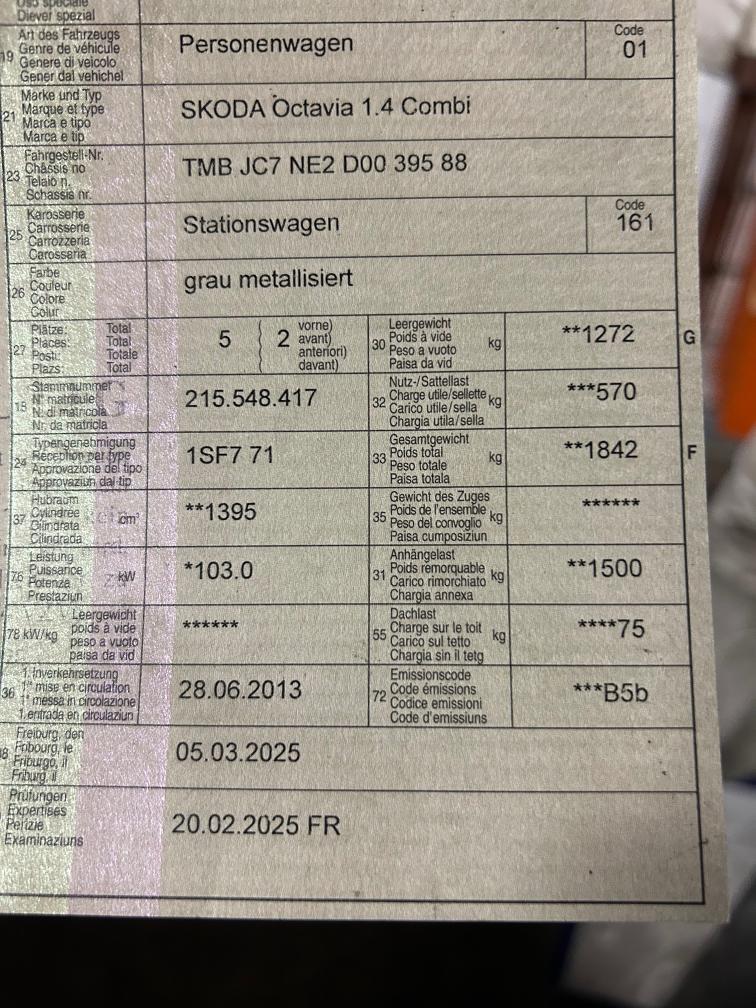 Uso speciale
Diever spezial
Art des Fahrzeugs
19 Genre de véhicule
Genere di veicolo
Gener dal vehichel
Personenwagen
Code
01
Marke und Typ
21 Marque et type
Marca e tipo
Marca e tip
SKODA Octavia 1.4 Combi
Fahrgestell-Nr.
23 Châssis no
Telaio n.
Schassis nr.
TMB JC7 NE2 D00 395 88
Karosserie
25 Carrosserie
Carrozzeria
Carossaria
Stationswagen
Code
161
Farbe
26 Couleur
Colore
Colur
grau metallisiert
Plätze: Total
27 Places: Total
Posti: Totale
Plazs: Total
5 2
vorne)
avant)
anteriori)
davant)
Leergewicht
30 Poids à vide kg
Peso a vuoto
Paisa da vid
**1272
G
Stammnummer
15 N° matricule
N. di matricola
Nr. da matricla
215.548.417
Nutz-/Sattellast
32 Charge utile/sellette kg
Carico utile/sella
Chargia utila/sella
***570
Typengenehmigung
24 Réception par type
Approvazione del tipo
Approvaziun dal tip
1SF7 71
Gesamtgewicht
33 Poids total kg
Peso totale
Paisa totala
**1842
F
Hubraum
37 Cylindrée cm³
Cilindrata
Cilindrada
**1395
Gewicht des Zuges
35 Poids de l'ensemble kg
Peso del convoglio
Paisa cumposiziun
******
Leistung
76 Puissance kW
Potenza
Prestaziun
*103.0
Anhängelast
31 Poids remorquable kg
Carico rimorchiato
Chargia annexa
**1500
Leergewicht
78 kW/kg poids à vide
peso a vuoto
paisa da vid
******
Dachlast
55 Charge sur le toit kg
Carico sul tetto
Chargia sin il tetg
****75
1. Inverkehrsetzung
36 1re mise en circulation
1a messa in circolazione
1. entrada en circulaziun
28.06.2013
Emissionscode
72 Code émissions
Codice emissioni
Code d'emissiuns
***B5b
Freiburg, den
8 Fribourg, le
Friburgo, il
Friburg, il
05.03.2025
Prüfungen
Expertises
Perizie
Examinaziuns
20.02.2025 FR